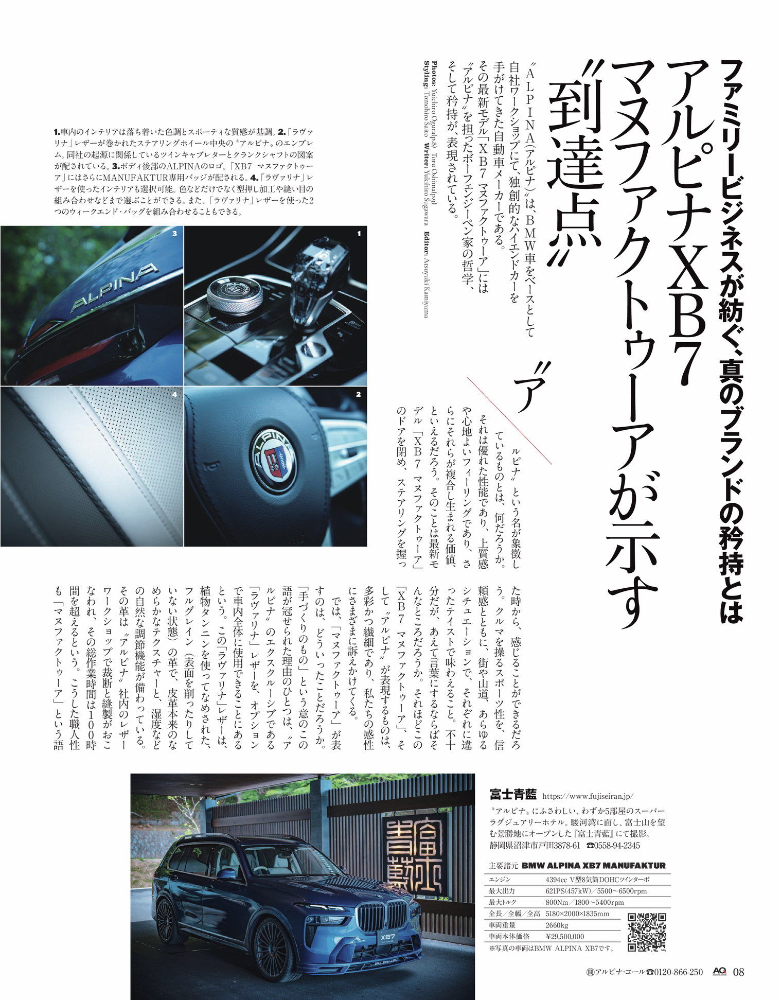 ファミリービジネスが紡ぐ、真のブランドの矜持とは
アルピナXB7
マヌファクトゥーアが示す
〝到達点〟
〝ALPINA（アルピナ）〟は、BMW車をベースとして
自社ワークショップにて、独創的なハイエンドカーを
手がけてきた自動車メーカーである。
その最新モデル「XB7 マヌファクトゥーア」には
〝アルピナ〟を担ったボーフェンジーペン家の哲学、
そして矜持が、表現されている。
Photos: Yuichiro Ogura(p.8) Toru Oshima(p.9)
Styling: Tomohiro Saito Writer: Yukihiro Sugawara Editor: Atsuyuki Kamiyama
〝ア
ルピナ〟という名が象徴し
ているものとは、何だろうか。
それは優れた性能であり、上質感
や心地よいフィーリングであり、さ
らにそれらが複合し生まれる価値、
といえるだろう。そのことは最新モ
デル「XB7 マヌファクトゥーア」
のドアを閉め、ステアリングを握っ
た時から、感じることができるだろ
う。クルマを操るスポーツ性を、信
頼感とともに、街や山道、あらゆる
シチュエーションで、それぞれに違
ったテイストで味わえること。不十
分だが、あえて言葉にするならばそ
んなところだろうか。それほどこの
「XB7 マヌファクトゥーア」、そ
して〝アルピナ〟が表現するものは、
多彩かつ繊細であり、私たちの感性
にさまざまに訴えかけてくる。
では、「マヌファクトゥーア」が表
すのは、どういったことだろうか。
「手づくりのもの」という意のこの
語が冠せられた理由のひとつは、〝ア
ルピナ〟のエクスクルーシブである
「ラヴァリナ」レザーを、オプション
で車内全体に使用できることにある
という。この「ラヴァリナ」レザーは、
植物タンニンを使ってなめされた、
フルグレイン（表面を削ったりして
いない状態）の革で、皮革本来のな
めらかなテクスチャーと、湿度など
の自然な調節機能が備わっている。
その革は〝アルピナ〟社内のレザー
ワークショップで裁断と縫製がおこ
なわれ、その総作業時間は100時
間を超えるという。こうした職人性
も「マヌファクトゥーア」という語
1.車内のインテリアは落ち着いた色調とスポーティな質感が基調。2.「ラヴァ
リナ」レザーが巻かれたステアリングホイール中央の〝アルピナ〟のエンブレ
ム。同社の起源に関係しているツインキャブレターとクランクシャフトの図案
が配されている。3.ボディ後部のALPINAのロゴ。「XB7 マヌファクトゥー
ア」にはさらにMANUFAKTUR専用バッジが配される。4.「ラヴァリナ」レ
ザーを使ったインテリアも選択可能。色などだけでなく型押し加工や縫い目の
組み合わせなどまで選ぶことができる。また、「ラヴァリナ」レザーを使った2
つのウィークエンド・バッグを組み合わせることもできる。
3
ALPINA
1
OFF
4
2
ALPINA
富士青藍
XB7
ALPINA
富士青藍 https://www.fujiseiran.jp/
〝アルピナ〟にふさわしい、わずか5部屋のスーパー
ラグジュアリーホテル。駿河湾に面し、富士山を望
む景勝地にオープンした『富士青藍』にて撮影。
静岡県沼津市戸田3878-61 ☎0558-94-2345
主要諸元 BMW ALPINA XB7 MANUFAKTUR
エンジン 4394cc V型8気筒DOHCツインターボ
最大出力 621PS(457kW)／5500〜6500rpm
最大トルク 800Nm／1800〜5400rpm
全長／全幅／全高 5180×2000×1835mm
車両重量 2660kg
車両本体価格 ¥29,500,000
※写真の車両はBMW ALPINA XB7です。
㉄アルピナ・コール☎0120-866-250 AQ 08